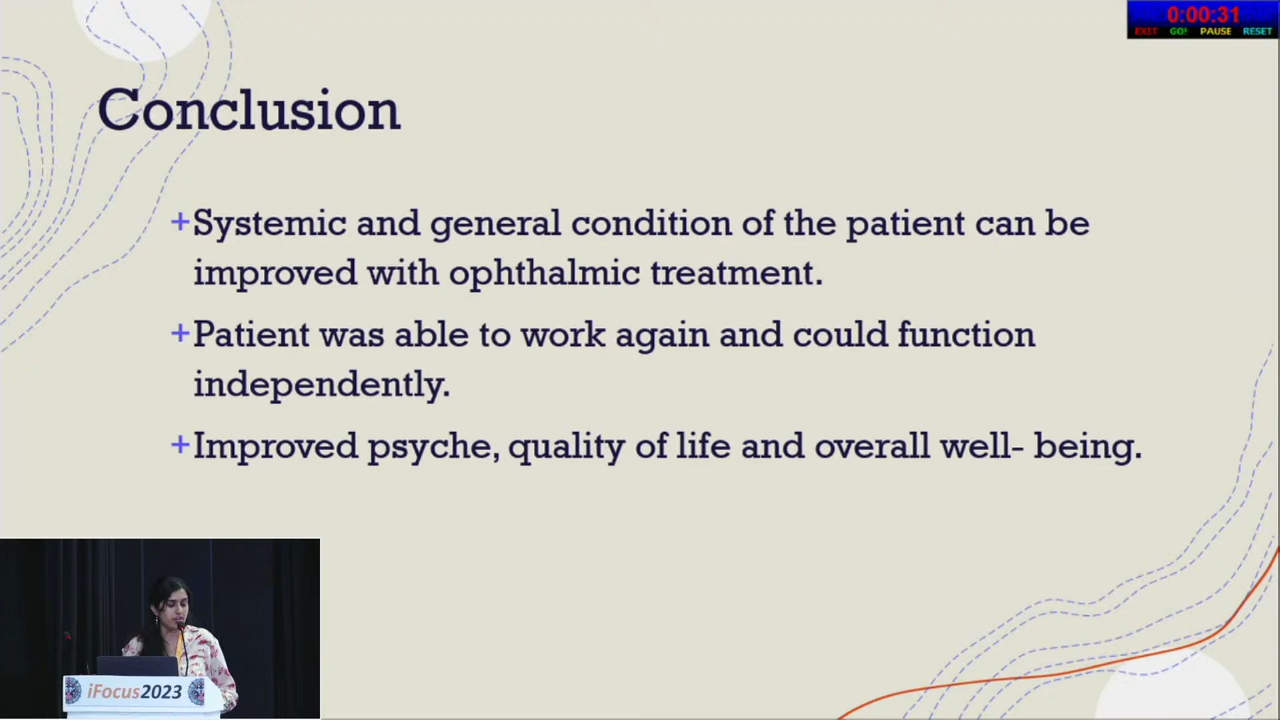 0:00:31
EXIT GO! PAUSE RESET
Conclusion
+Systemic and general condition of the patient can be
improved with ophthalmic treatment.
+Patient was able to work again and could function
independently.
+Improved psyche, quality of life and overall well- being.
iFocus2023